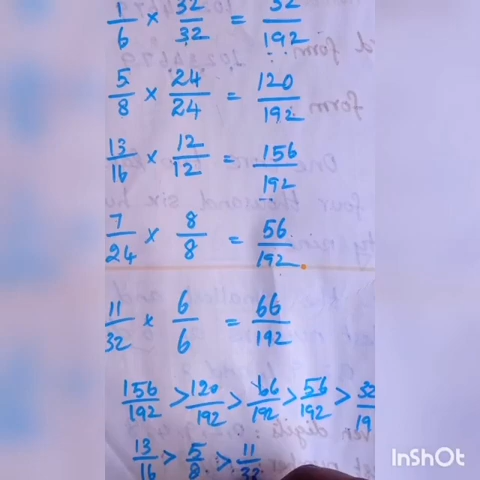 1/6 × 32/32 = 32/192
5/8 × 24/24 = 120/192
13/16 × 12/12 = 156/192
7/24 × 8/8 = 56/192
11/32 × 6/6 = 66/192
156/192 > 120/192 > 66/192 > 56/192 > 32/19
13/16 > 5/8 > 11/32
InShOt